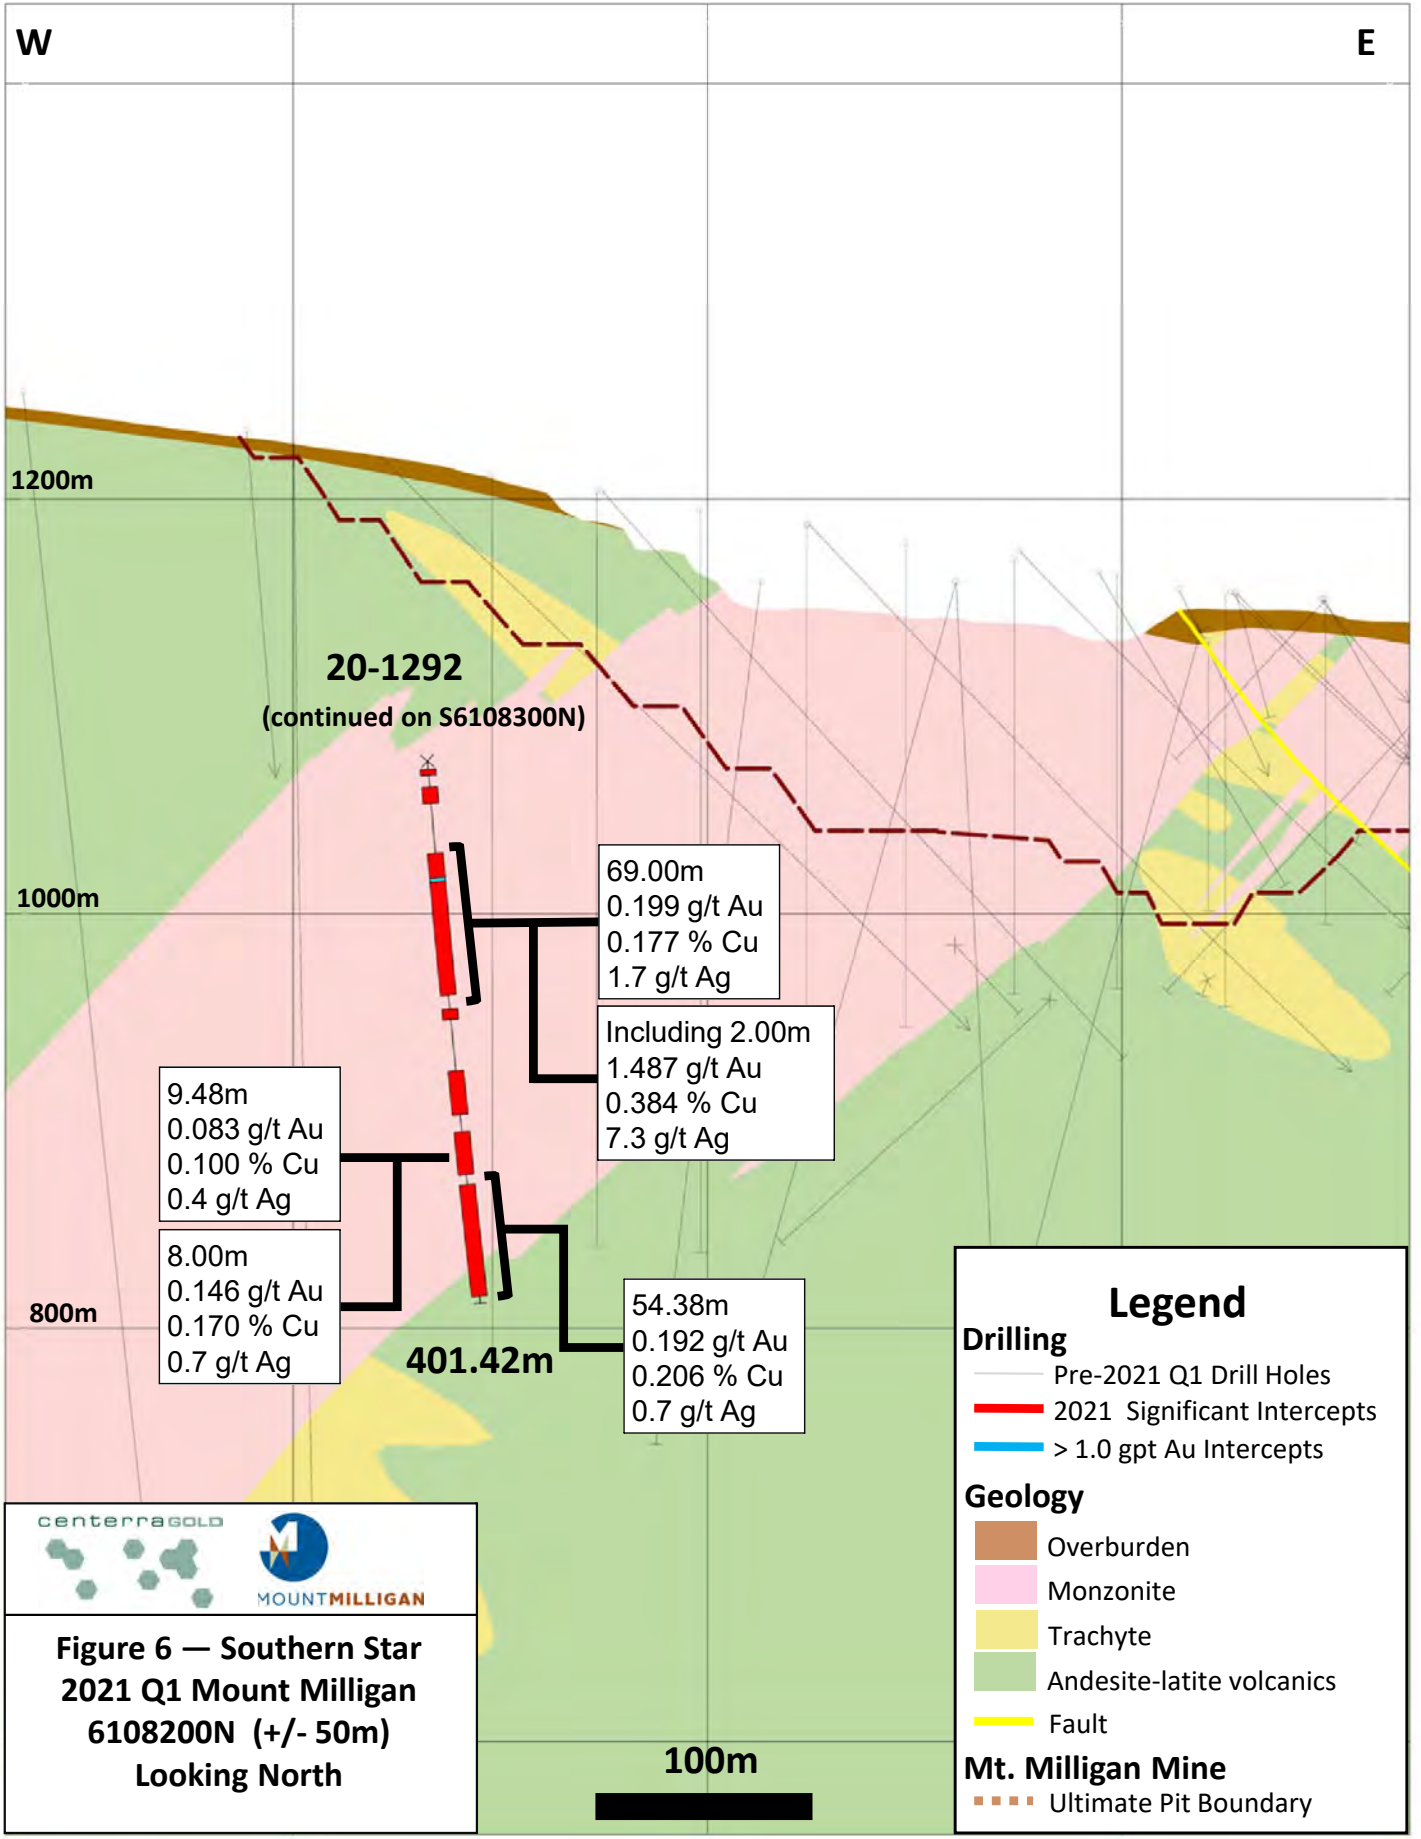 W
E
1200m
20-1292
(continued on S6108300N)
1000m
69.00m
0.199 g/t Au
0.177 % Cu
1.7 g/t Ag
Including 2.00m
1.487 g/t Au
0.384 % Cu
7.3 g/t Ag
9.48m
0.083 g/t Au
0.100 % Cu
0.4 g/t Ag
8.00m
0.146 g/t Au
0.170 % Cu
0.7 g/t Ag
800m
401.42m
54.38m
0.192 g/t Au
0.206 % Cu
0.7 g/t Ag
Legend
Drilling
Pre-2021 Q1 Drill Holes
2021 Significant Intercepts
> 1.0 gpt Au Intercepts
Geology
Overburden
Monzonite
Trachyte
Andesite-latite volcanics
Fault
Mt. Milligan Mine
Ultimate Pit Boundary
centerraGOLD
MOUNTMILLIGAN
Figure 6 — Southern Star
2021 Q1 Mount Milligan
6108200N (+/- 50m)
Looking North
100m